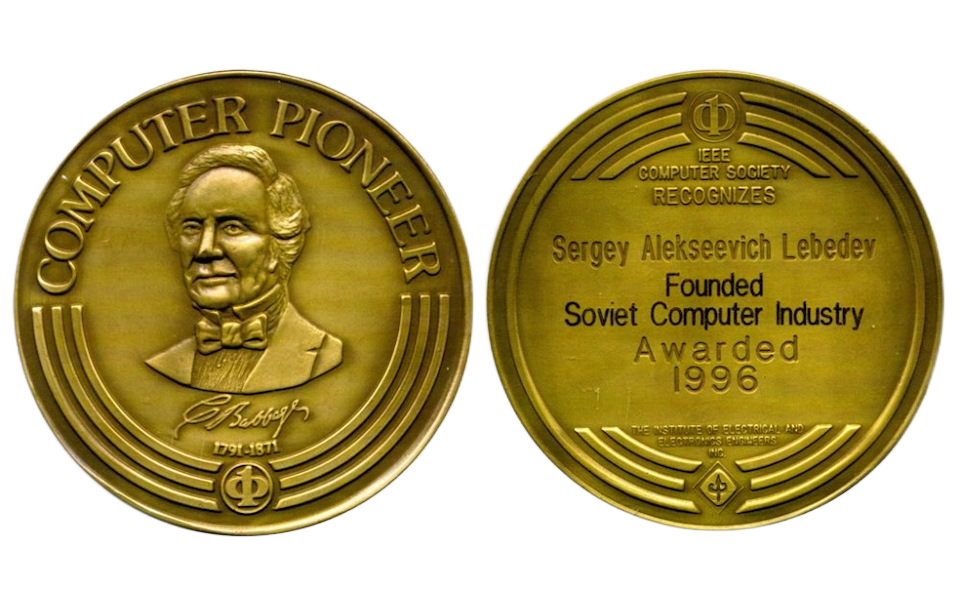 COMPUTER PIONEER
C Babbage
1791-1871
IEEE
COMPUTER SOCIETY
RECOGNIZES
Sergey Alekseevich Lebedev
Founded
Soviet Computer Industry
Awarded
1996
THE INSTITUTE OF ELECTRICAL AND
ELECTRONICS ENGINEERS
INC